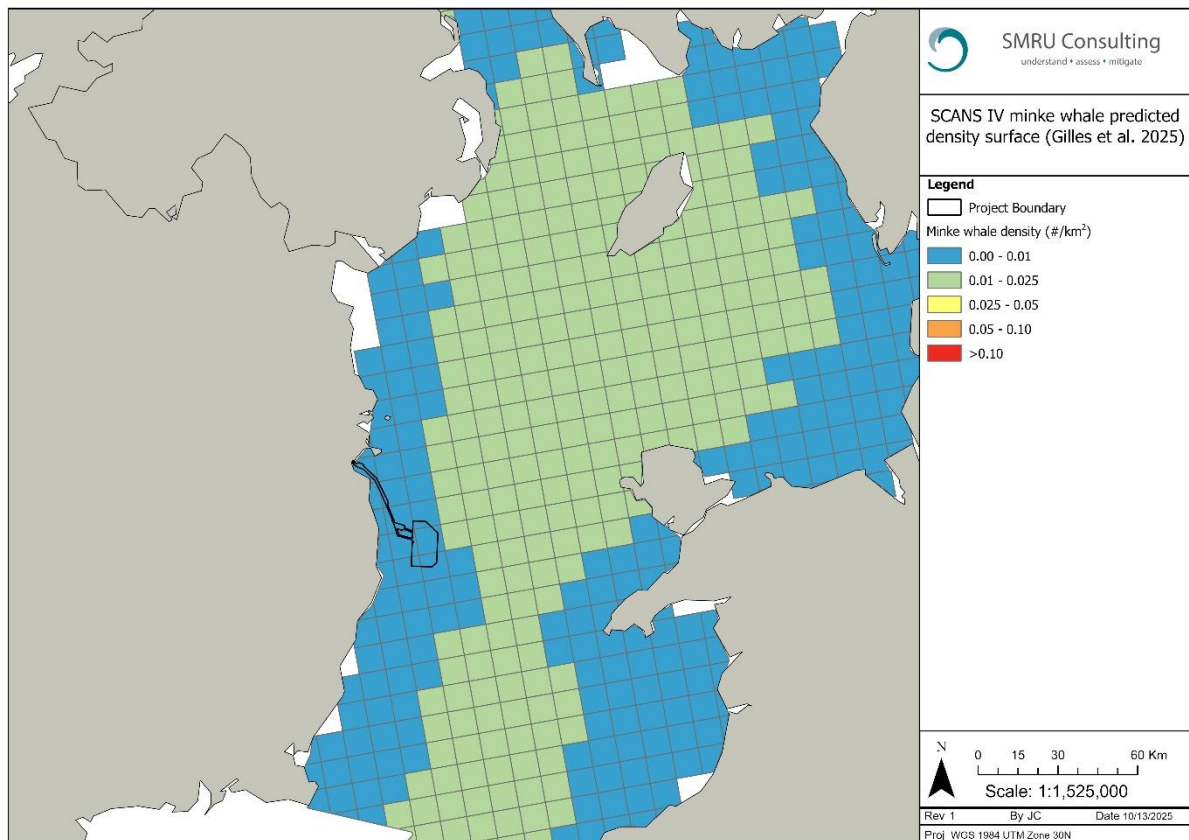 SMRU Consulting
understand • assess • mitigate
SCANS IV minke whale predicted
density surface (Gilles et al. 2025)
Legend
Project Boundary
Minke whale density (#/km²)
0.00 - 0.01
0.01 - 0.025
0.025 - 0.05
0.05 - 0.10
>0.10
N
0 15 30 60 Km
Scale: 1:1,525,000
Rev 1 By JC Date 10/13/2025
Proj WGS 1984 UTM Zone 30N